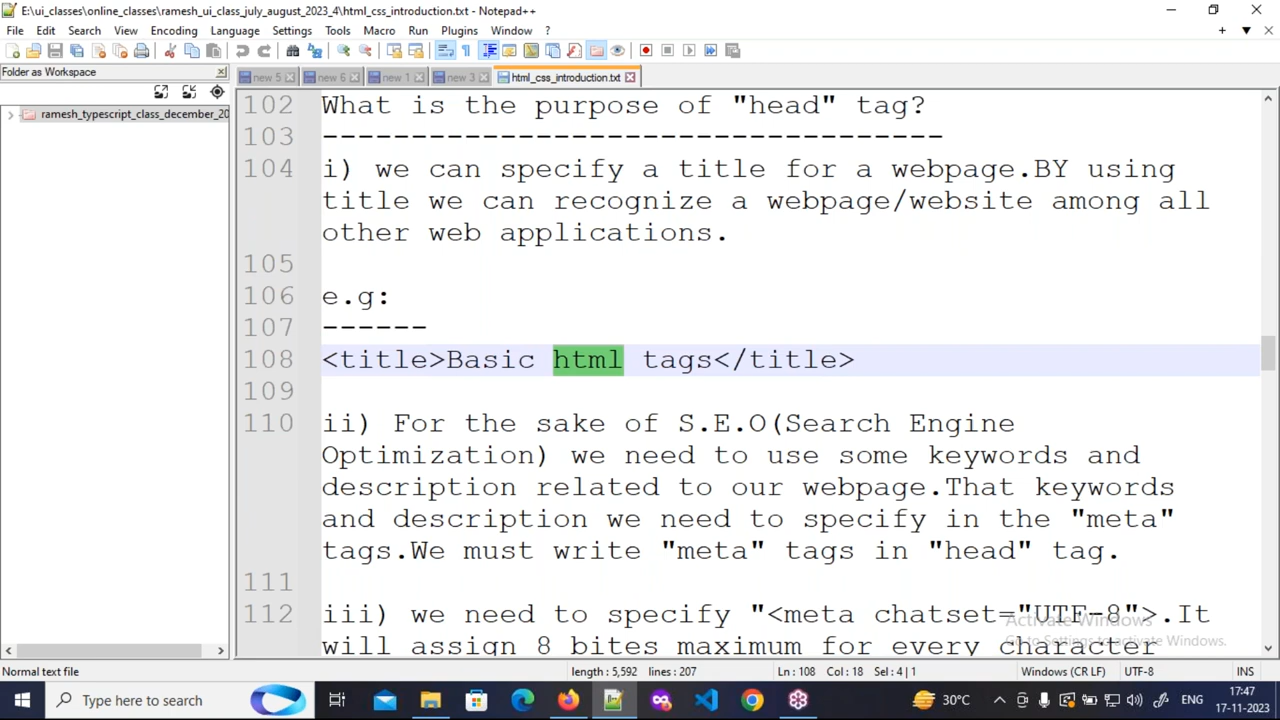 E:\ui_classes\online_classes\ramesh_ui_class_july_august_2023_4\html_css_introduction.txt - Notepad++
File Edit Search View Encoding Language Settings Tools Macro Run Plugins Window ?
Folder as Workspace
new 5 new 6 new 1 new 3 html_css_introduction.txt
ramesh_typescript_class_december_20
102 What is the purpose of "head" tag?
103 -----------------------------------
104 i) we can specify a title for a webpage.BY using
title we can recognize a webpage/website among all
other web applications.
105
106 e.g:
107 ------
108 <title>Basic html tags</title>
109
110 ii) For the sake of S.E.O(Search Engine
Optimization) we need to use some keywords and
description related to our webpage.That keywords
and description we need to specify in the "meta"
tags.We must write "meta" tags in "head" tag.
111
112 iii) we need to specify "<meta chatset="UTF-8">.It
will assign 8 bites maximum for every character
Activate Windows
Go to Settings to activate Windows.
Normal text file length : 5,592 lines : 207 Ln : 108 Col : 18 Sel : 4 | 1 Windows (CR LF) UTF-8 INS
Type here to search 30°C ENG 17:47
17-11-2023